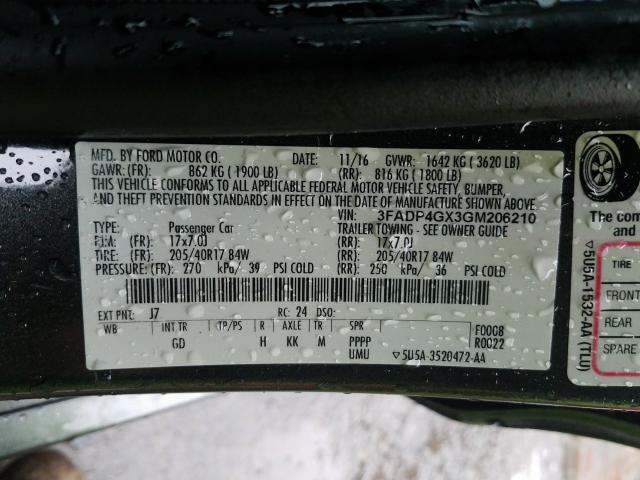 MFD. BY FORD MOTOR CO. DATE: 11/16 GVWR: 1642 KG ( 3620 LB)
GAWR: (FR): 862 KG ( 1900 LB) (RR): 816 KG ( 1800 LB)
THIS VEHICLE CONFORMS TO ALL APPLICABLE FEDERAL MOTOR VEHICLE SAFETY, BUMPER,
AND THEFT PREVENTION STANDARDS IN EFFECT ON THE DATE OF MANUFACTURE SHOWN ABOVE.
VIN: 3FADP4GX3GM206210
TYPE: Passenger Car TRAILER TOWING - SEE OWNER GUIDE
RIM: (FR): 17x7.0J (RR): 17x7.0J
TIRE: (FR): 205/40R17 84W (RR): 205/40R17 84W
PRESSURE: (FR): 270 kPa/ 39 PSI COLD (RR): 250 kPa/ 36 PSI COLD
EXT PNT: J7 RC: 24 DSO:
WB INT TR TP/PS R AXLE TR SPR F0068
GD H KK M PPPP R0022
UMU ▽5U5A 3520472-AA
The com
and
FRONT
REAR
SPARE
▽5U5A-1532-AA (TLU)